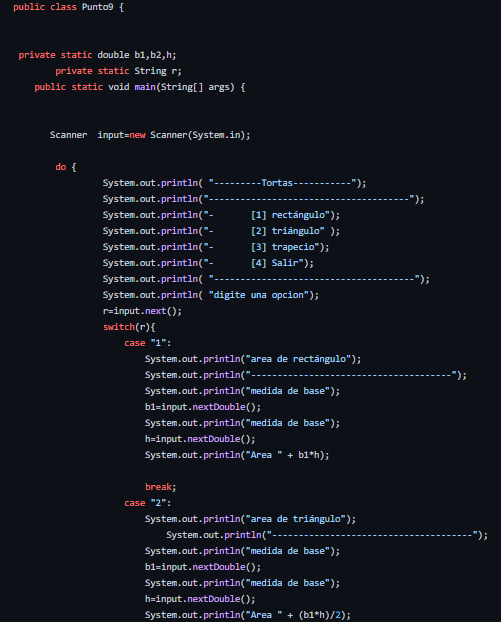 public class Punto9 {
private static double b1,b2,h;
private static String r;
public static void main(String[] args) {
Scanner  input=new Scanner(System.in);
do {
System.out.println( "---------Tortas-----------");
System.out.println("--------------------------------------");
System.out.println("-       [1] rectángulo");
System.out.println("-       [2] triángulo" );
System.out.println("-       [3] trapecio");
System.out.println("-       [4] Salir");
System.out.println( "--------------------------------------");
System.out.println( "digite una opcion");
r=input.next();
switch(r){
case "1":
System.out.println("area de rectángulo");
System.out.println("--------------------------------------");
System.out.println("medida de base");
b1=input.nextDouble();
System.out.println("medida de base");
h=input.nextDouble();
System.out.println("Area " + b1*h);
break;
case "2":
System.out.println("area de triángulo");
System.out.println("--------------------------------------");
System.out.println("medida de base");
b1=input.nextDouble();
System.out.println("medida de base");
h=input.nextDouble();
System.out.println("Area " + (b1*h)/2);